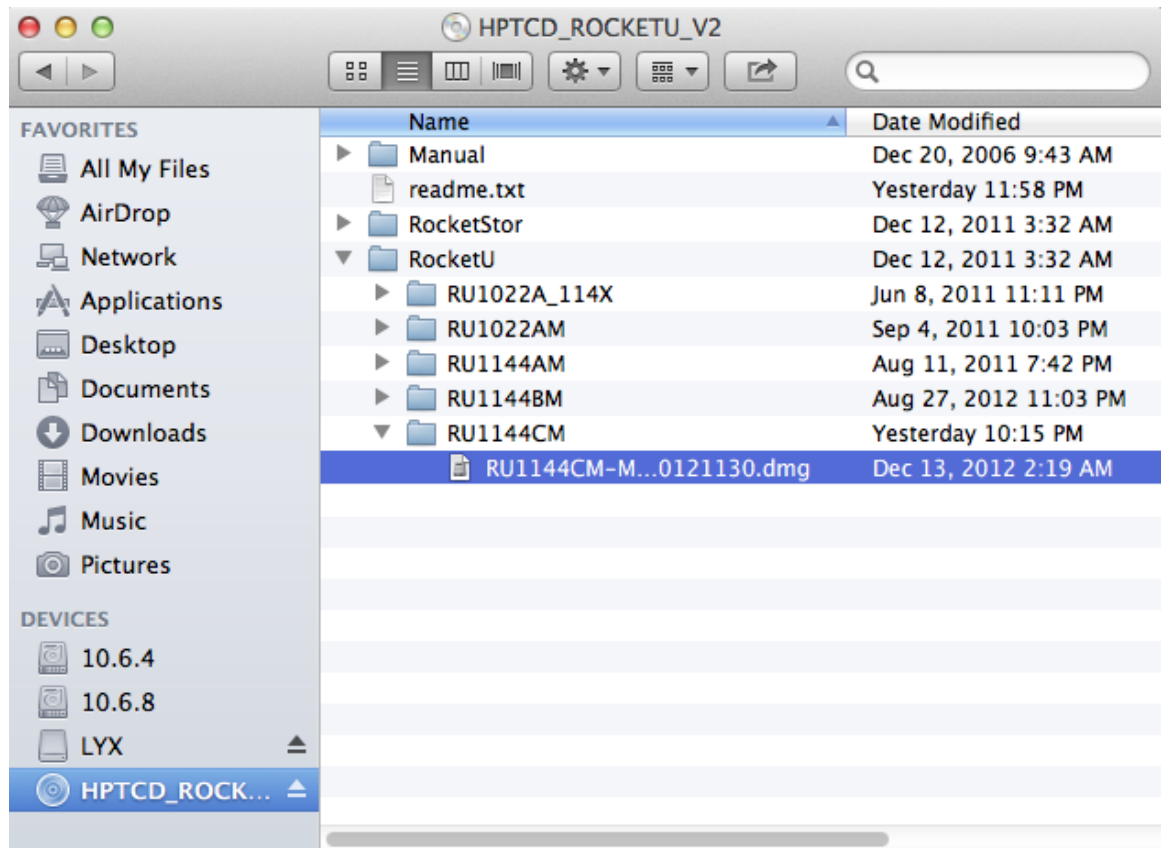 HPTCD_ROCKETU_V2
FAVORITES
All My Files
AirDrop
Network
Applications
Desktop
Documents
Downloads
Movies
Music
Pictures
DEVICES
10.6.4
10.6.8
LYX
HPTCD_ROCK...
Name Date Modified
Manual Dec 20, 2006 9:43 AM
readme.txt Yesterday 11:58 PM
RocketStor Dec 12, 2011 3:32 AM
RocketU Dec 12, 2011 3:32 AM
RU1022A_114X Jun 8, 2011 11:11 PM
RU1022AM Sep 4, 2011 10:03 PM
RU1144AM Aug 11, 2011 7:42 PM
RU1144BM Aug 27, 2012 11:03 PM
RU1144CM Yesterday 10:15 PM
RU1144CM-M...0121130.dmg Dec 13, 2012 2:19 AM